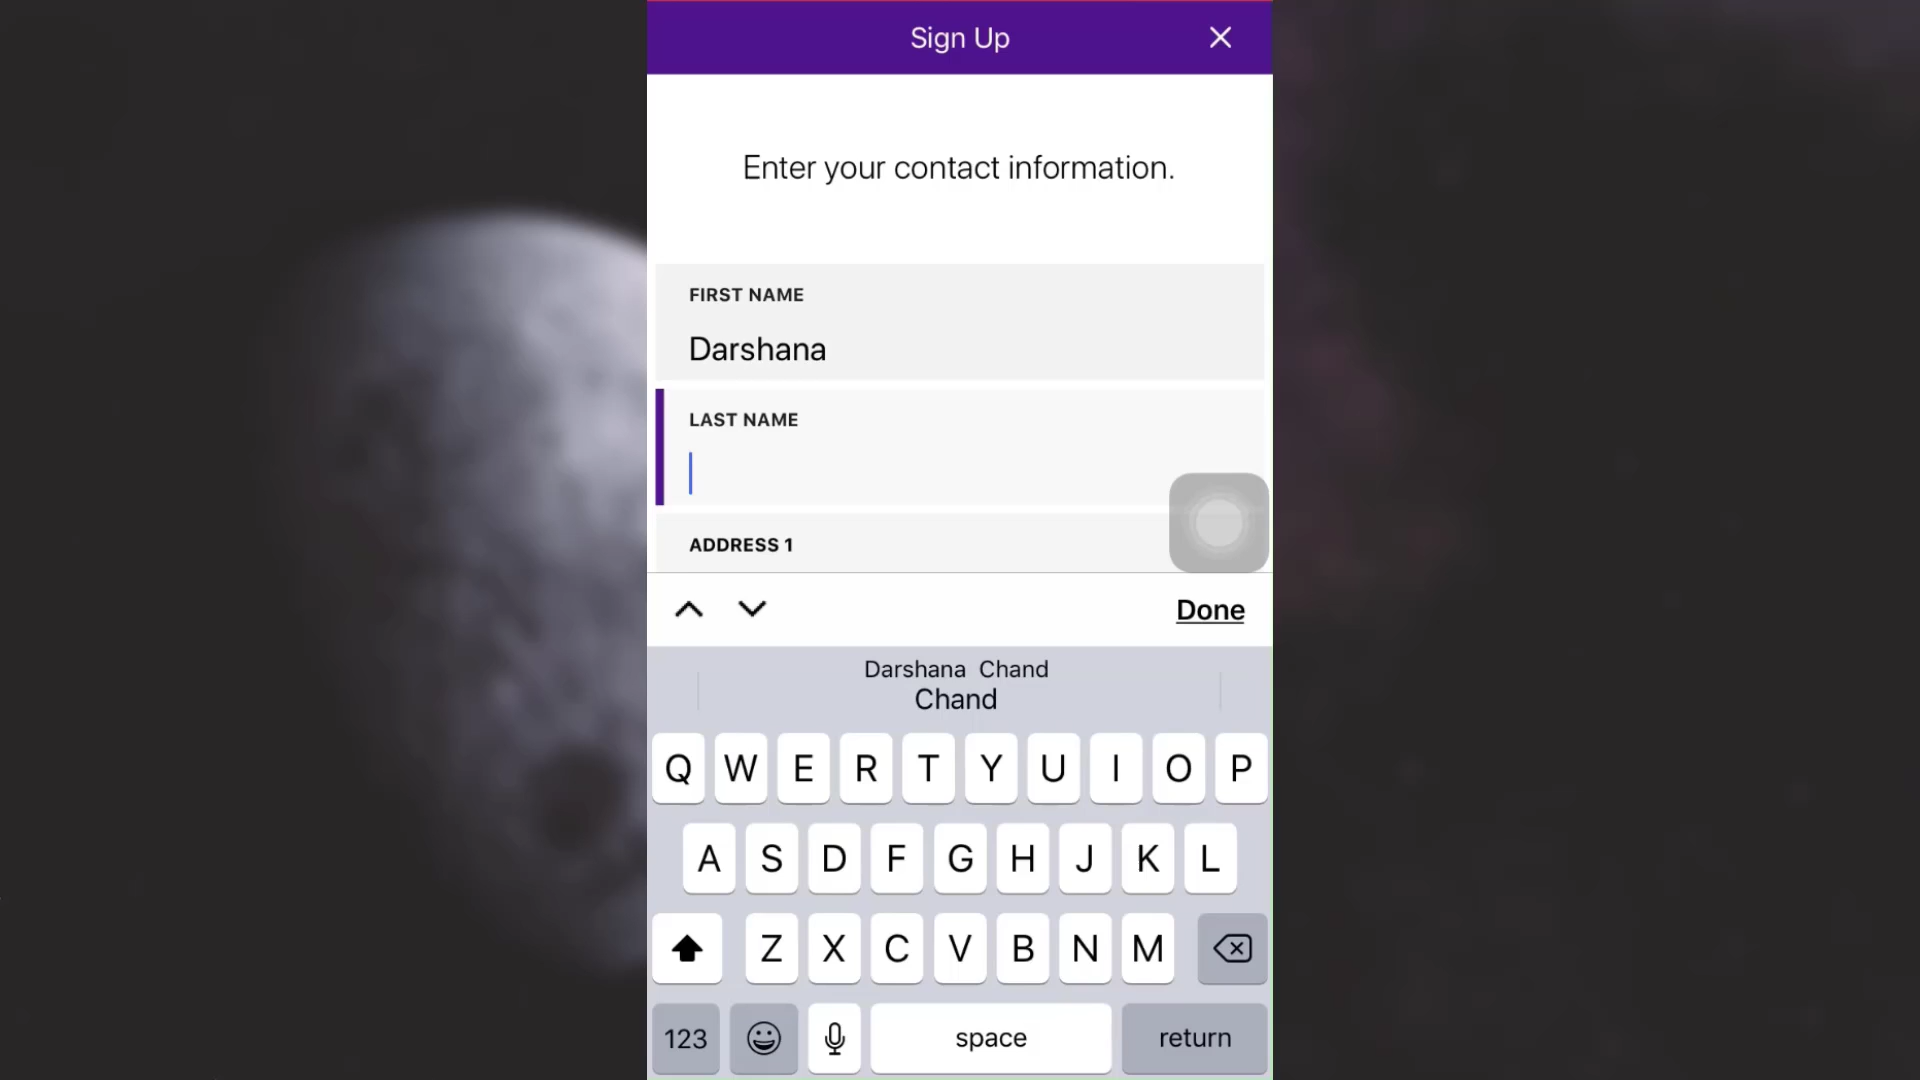 Sign Up
Enter your contact information.
FIRST NAME
Darshana
LAST NAME
ADDRESS 1
Done
Darshana Chand
Chand
Q W E R T Y U I O P
A S D F G H J K L
Z X C V B N M
123 space return